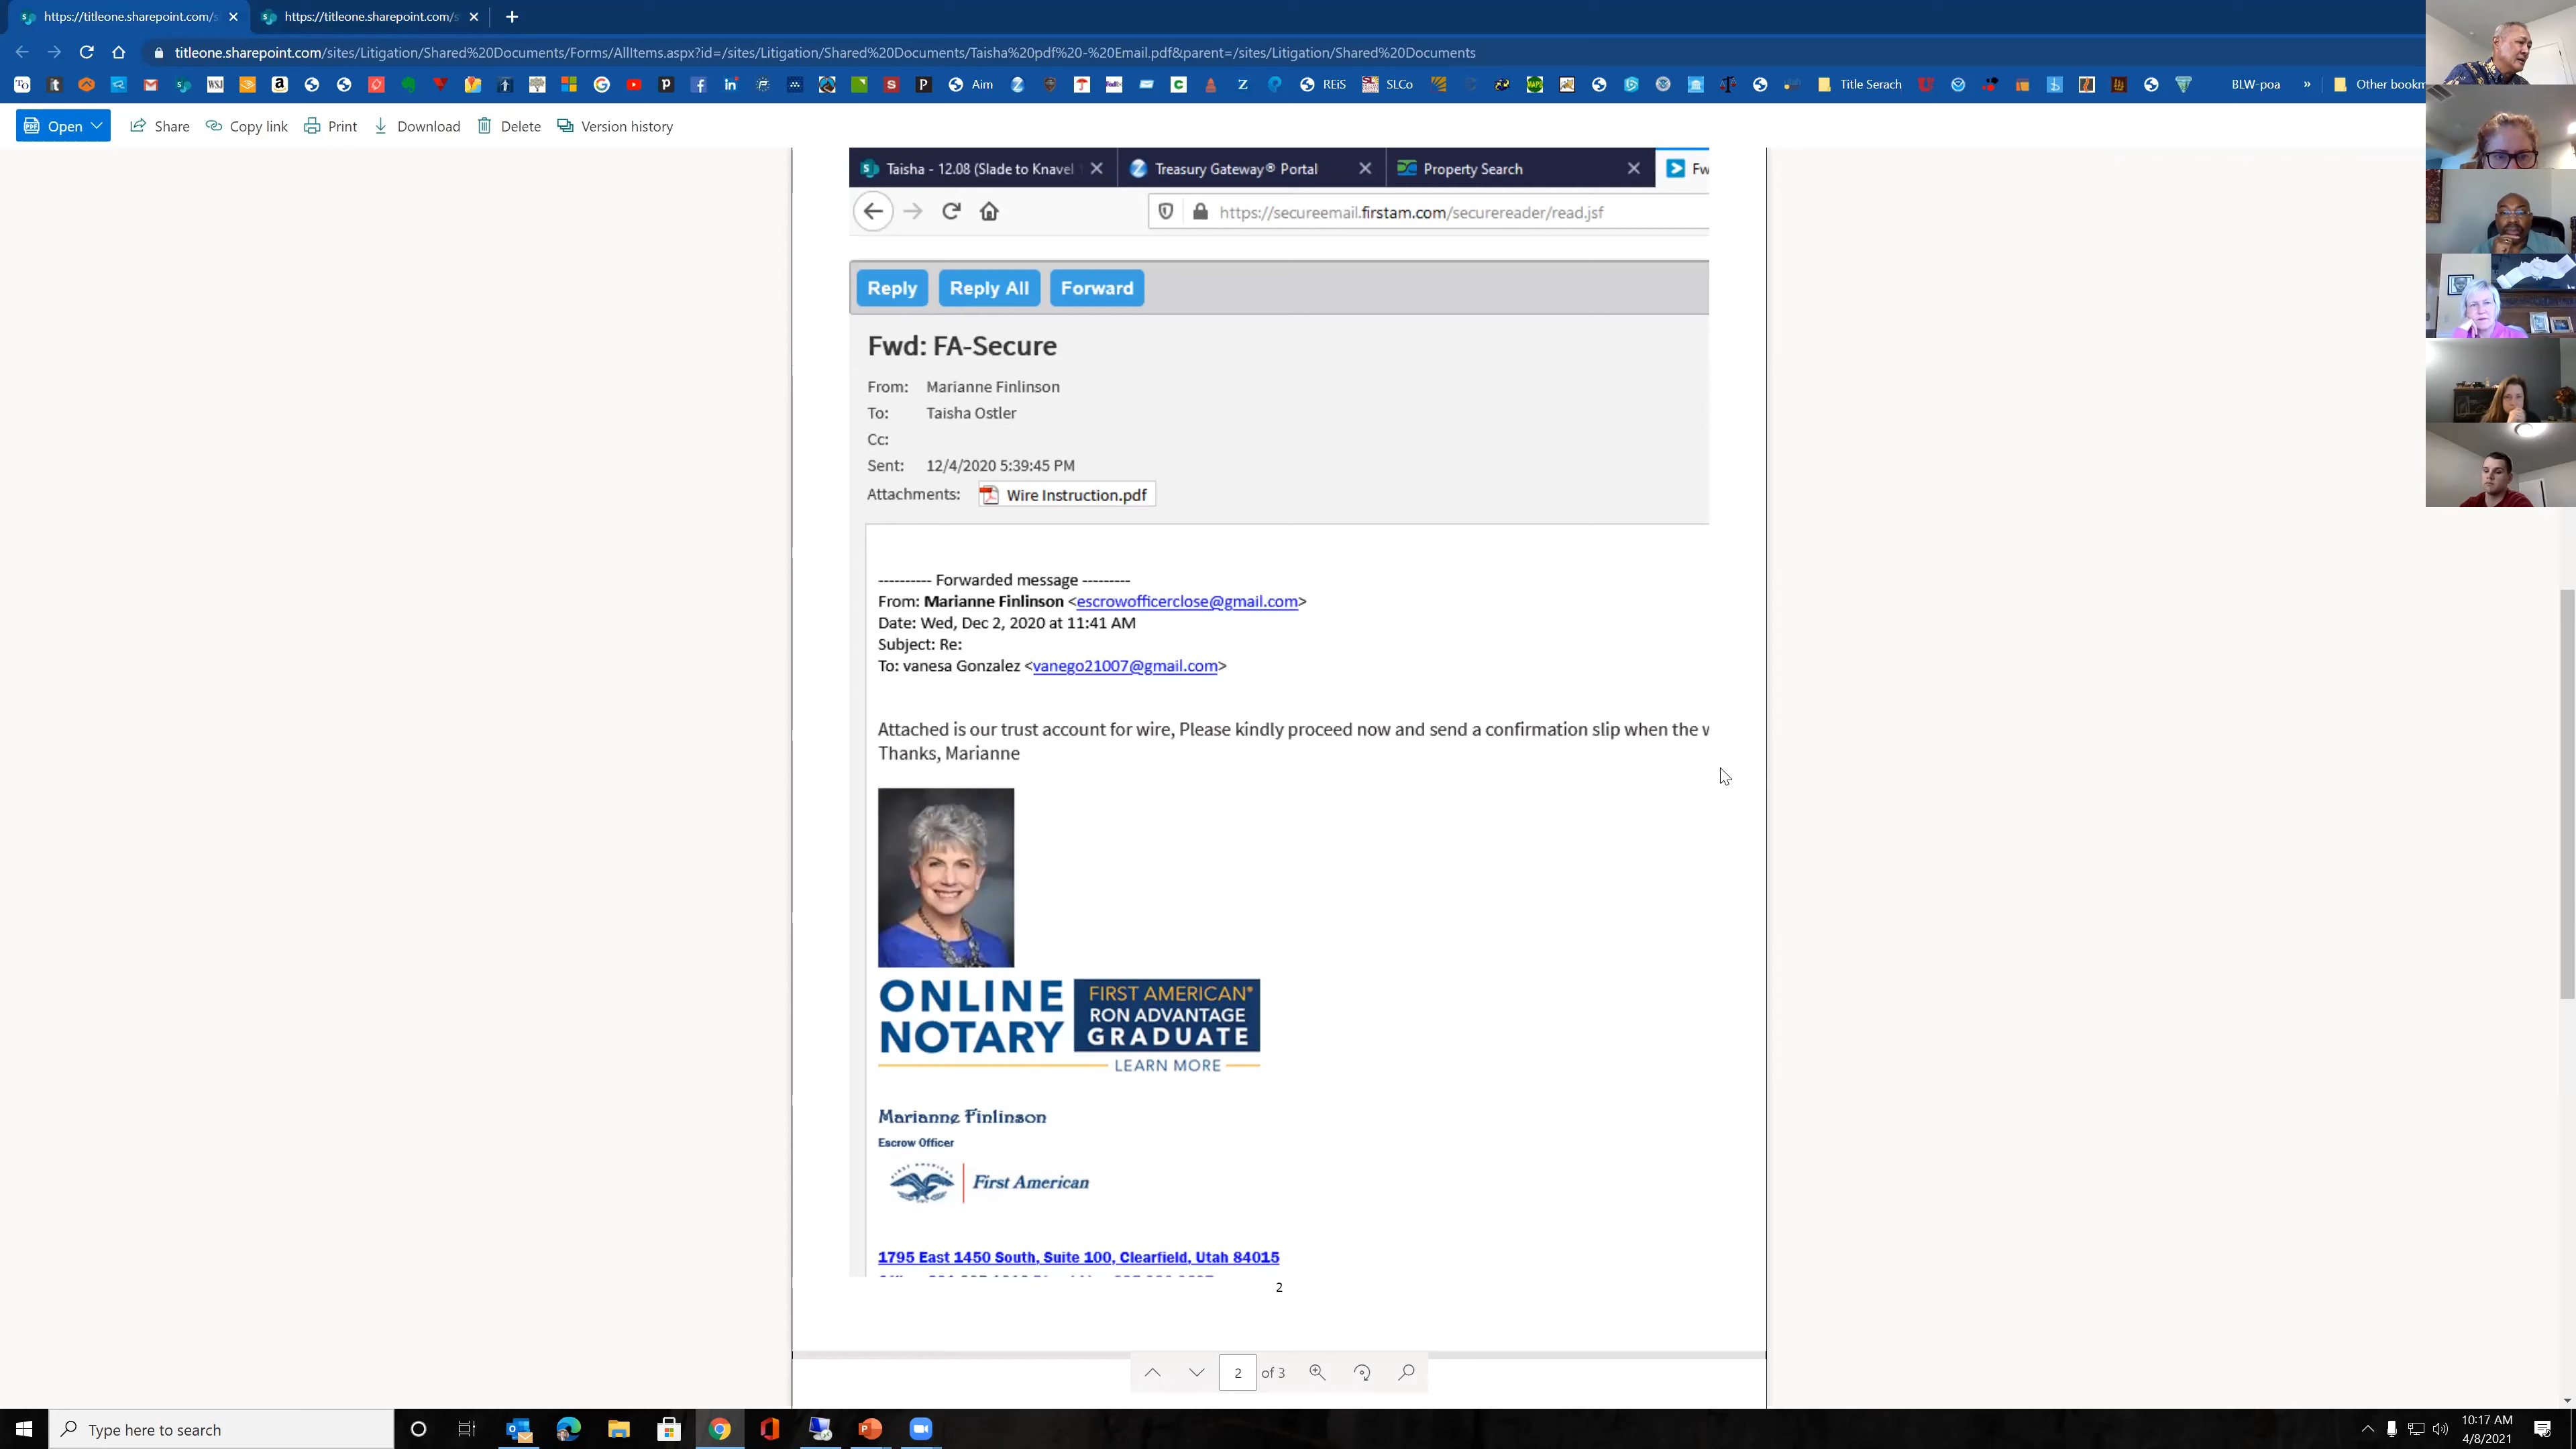 https://titleone.sharepoint.com/s
https://titleone.sharepoint.com/s
titleone.sharepoint.com/sites/Litigation/Shared%20Documents/Forms/AllItems.aspx?id=/sites/Litigation/Shared%20Documents/Taisha%20pdf%20-%20Email.pdf&parent=/sites/Litigation/Shared%20Documents
Aim REiS SLCo Title Serach BLW-poa » Other bookm
Open Share Copy link Print Download Delete Version history
Taisha - 12.08 (Slade to Knavel Treasury Gateway® Portal Property Search Fw
https://secureemail.firstam.com/securereader/read.jsf
Reply Reply All Forward
Fwd: FA-Secure
From: Marianne Finlinson
To: Taisha Ostler
Cc:
Sent: 12/4/2020 5:39:45 PM
Attachments: Wire Instruction.pdf
---------- Forwarded message ---------
From: Marianne Finlinson <escrowofficerclose@gmail.com>
Date: Wed, Dec 2, 2020 at 11:41 AM
Subject: Re:
To: vanesa Gonzalez <vanego21007@gmail.com>
Attached is our trust account for wire, Please kindly proceed now and send a confirmation slip when the
Thanks, Marianne
ONLINE NOTARY
FIRST AMERICAN®
RON ADVANTAGE
GRADUATE
LEARN MORE
Marianne Finlinson
Escrow Officer
FIRST AMERICAN
First American
1795 East 1450 South, Suite 100, Clearfield, Utah 84015
2
2 of 3
Type here to search
10:17 AM
4/8/2021